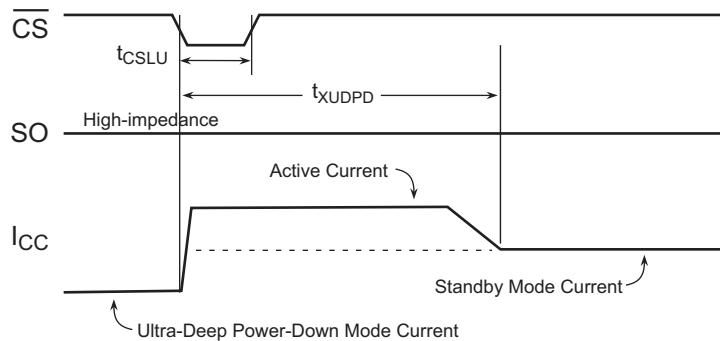 CS
tCSLU
tXUDPD
High-impedance
SO
Active Current
ICC
Standby Mode Current
Ultra-Deep Power-Down Mode Current